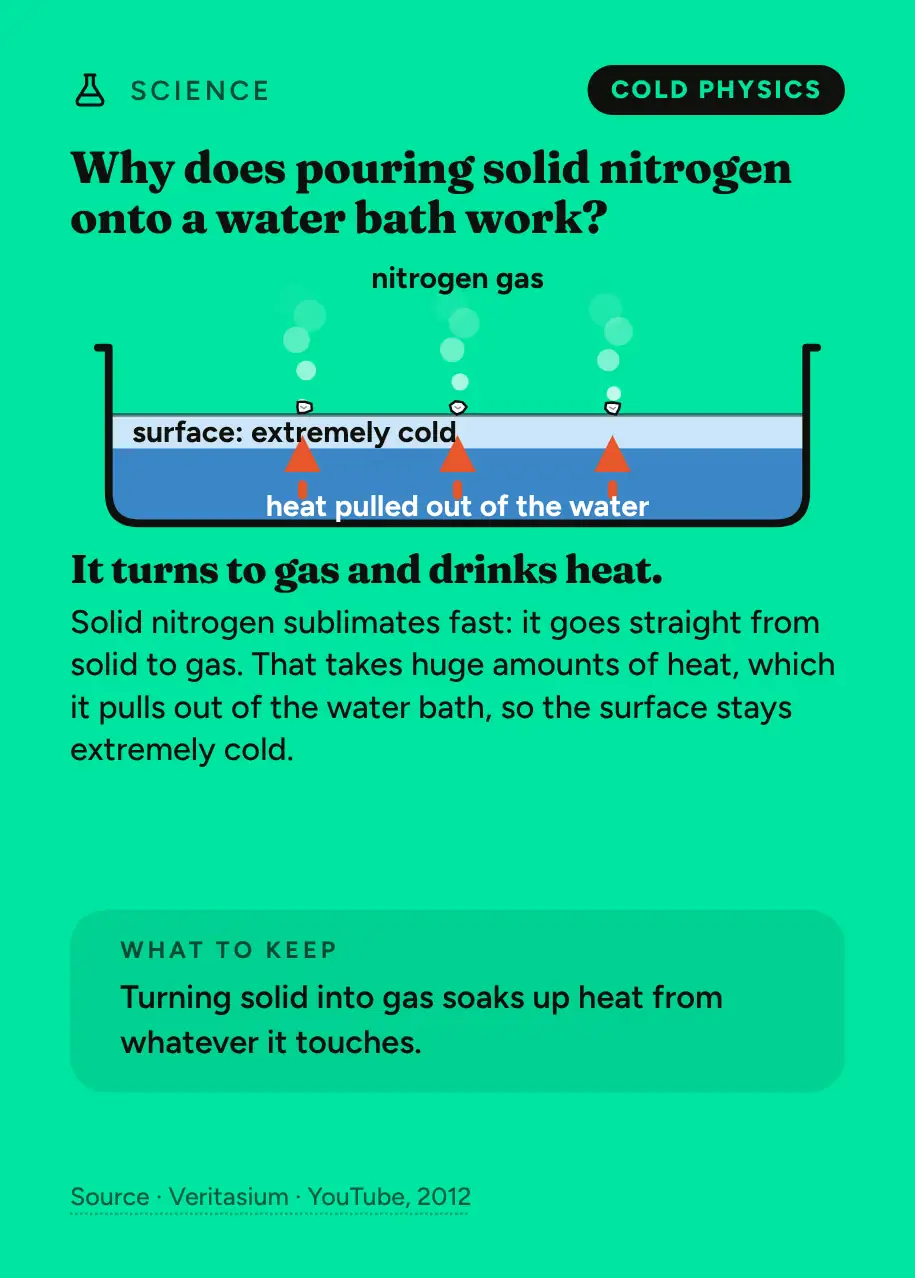 SCIENCE
COLD PHYSICS
Why does pouring solid nitrogen
onto a water bath work?
nitrogen gas
surface: extremely cold
heat pulled out of the water
It turns to gas and drinks heat.
Solid nitrogen sublimates fast: it goes straight from
solid to gas. That takes huge amounts of heat, which
it pulls out of the water bath, so the surface stays
extremely cold.
WHAT TO KEEP
Turning solid into gas soaks up heat from
whatever it touches.
Source · Veritasium · YouTube, 2012